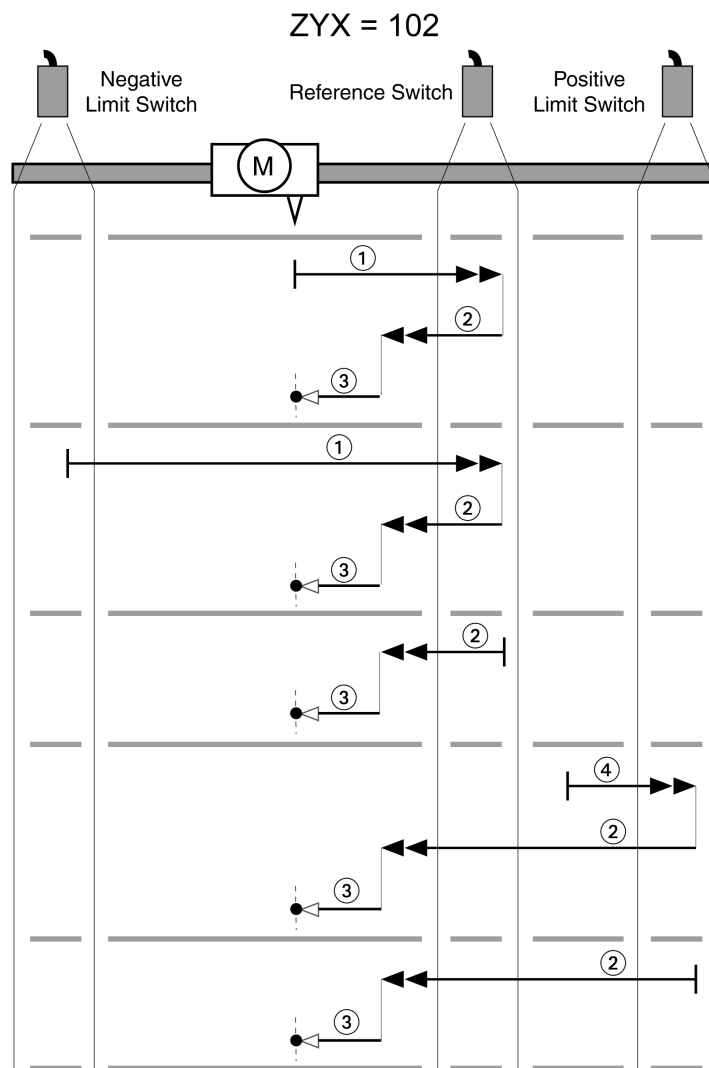 ZYX = 102
Negative
Limit Switch
Reference Switch
Positive
Limit Switch
M
1
2
3
1
2
3
2
3
4
2
3
2
3